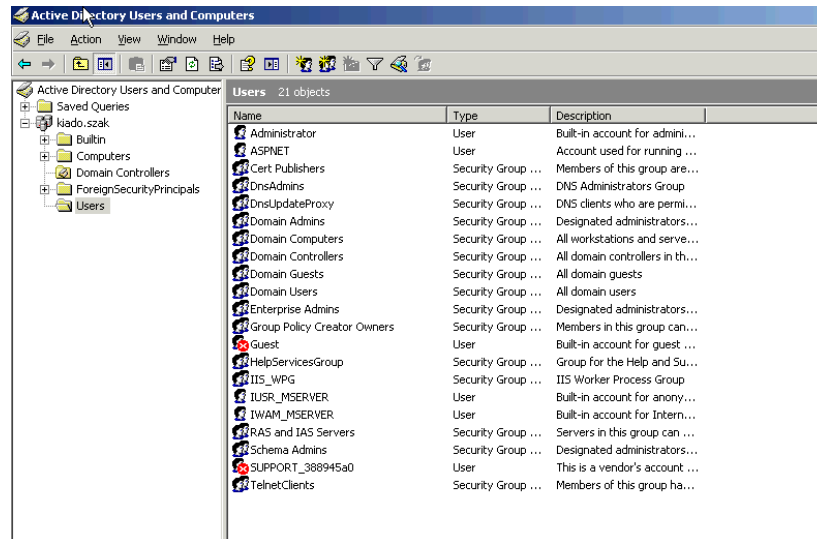 Active Directory Users and Computers
File Action View Window Help
Active Directory Users and Computer
Saved Queries
kiado.szak
Builtin
Computers
Domain Controllers
ForeignSecurityPrincipals
Users
Users 21 objects
Name Type Description
Administrator User Built-in account for admini...
ASPNET User Account used for running ...
Cert Publishers Security Group ... Members of this group are...
DnsAdmins Security Group ... DNS Administrators Group
DnsUpdateProxy Security Group ... DNS clients who are permi...
Domain Admins Security Group ... Designated administrators...
Domain Computers Security Group ... All workstations and serve...
Domain Controllers Security Group ... All domain controllers in th...
Domain Guests Security Group ... All domain guests
Domain Users Security Group ... All domain users
Enterprise Admins Security Group ... Designated administrators...
Group Policy Creator Owners Security Group ... Members in this group can...
Guest User Built-in account for guest ...
HelpServicesGroup Security Group ... Group for the Help and Su...
IIS_WPG Security Group ... IIS Worker Process Group
IUSR_MSERVER User Built-in account for anony...
IWAM_MSERVER User Built-in account for Intern...
RAS and IAS Servers Security Group ... Servers in this group can ...
Schema Admins Security Group ... Designated administrators...
SUPPORT_388945a0 User This is a vendor's account ...
TelnetClients Security Group ... Members of this group ha...